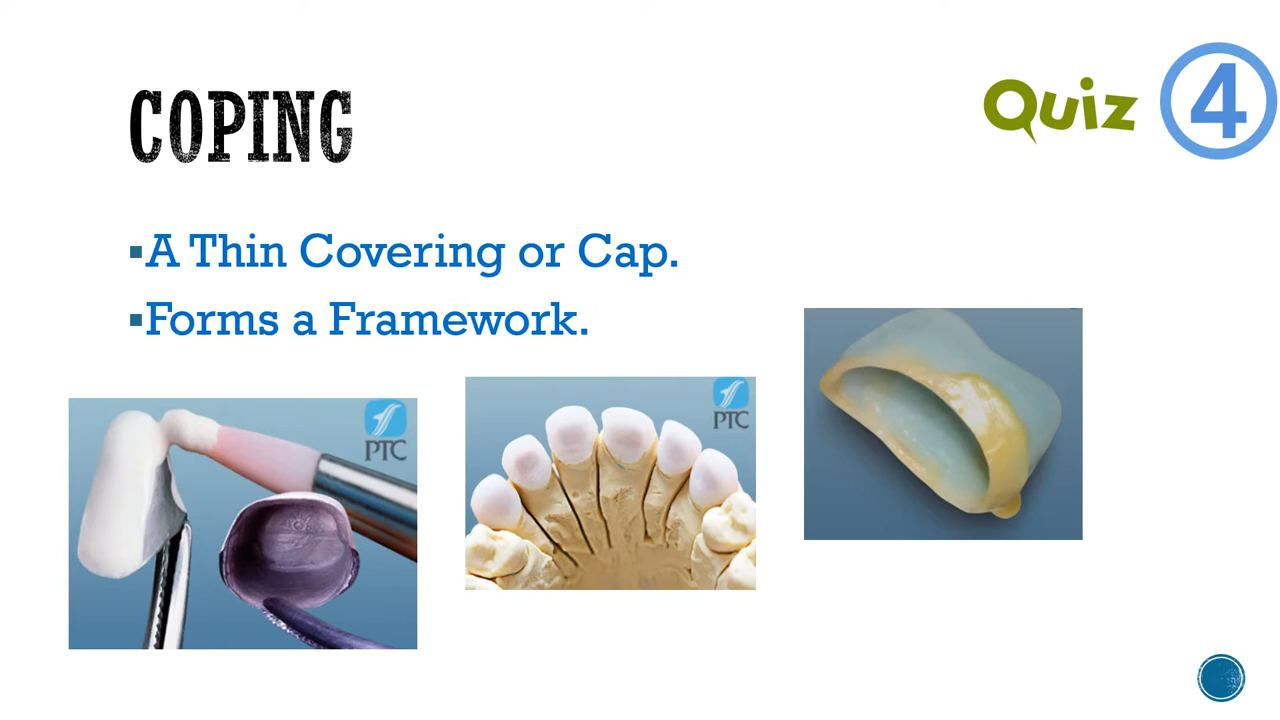 COPING
Quiz 4
▪A Thin Covering or Cap.
▪Forms a Framework.
PTC
PTC